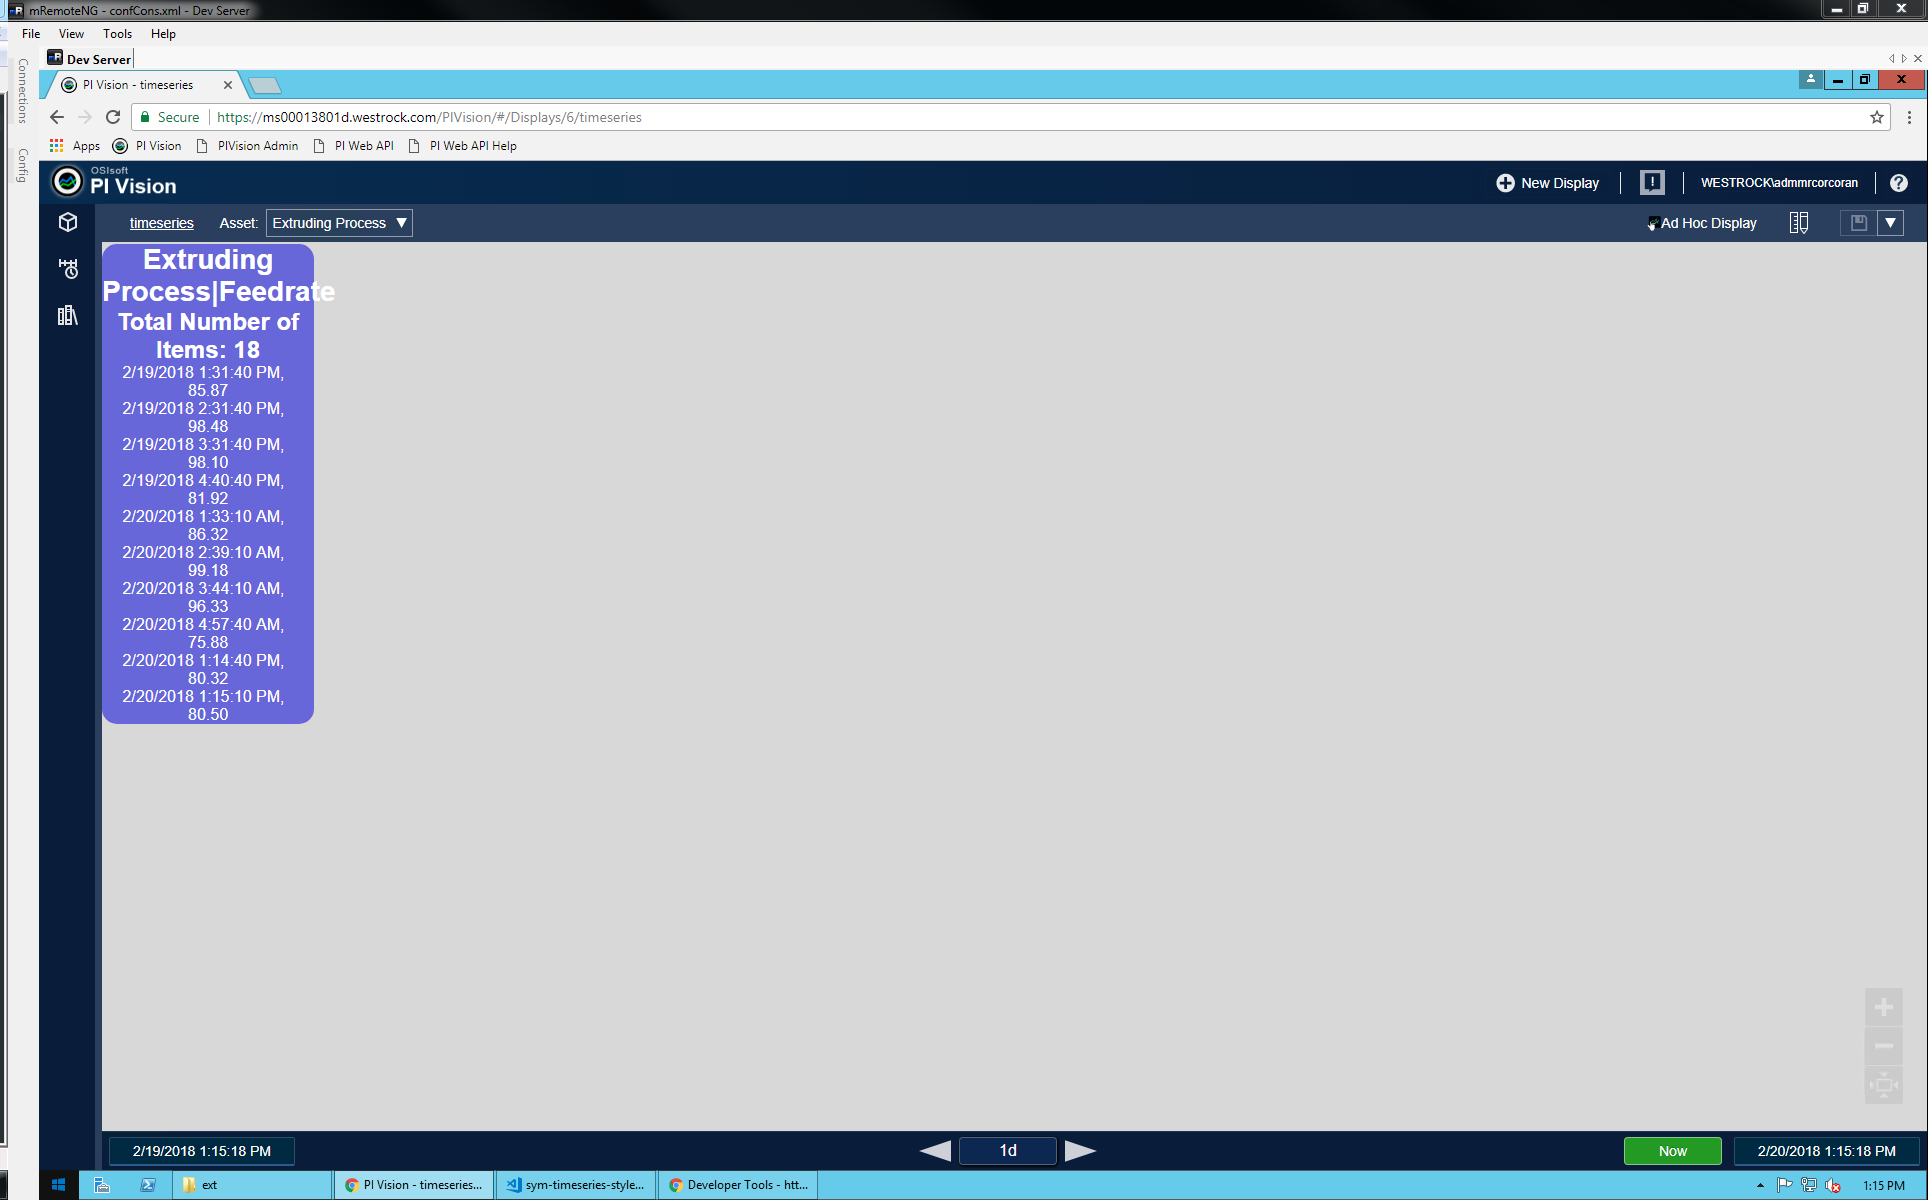 mRemoteNG - confCons.xml - Dev Server
File View Tools Help
Connections
Config
Dev Server
PI Vision - timeseries
Secure https://ms00013801d.westrock.com/PIVision/#/Displays/6/timeseries
Apps PI Vision PIVision Admin PI Web API PI Web API Help
OSIsoft
PI Vision
New Display WESTROCK\admmrcorcoran
timeseries Asset: Extruding Process Ad Hoc Display
Extruding
Process|Feedrate
Total Number of
Items: 18
2/19/2018 1:31:40 PM,
85.87
2/19/2018 2:31:40 PM,
98.48
2/19/2018 3:31:40 PM,
98.10
2/19/2018 4:40:40 PM,
81.92
2/20/2018 1:33:10 AM,
86.32
2/20/2018 2:39:10 AM,
99.18
2/20/2018 3:44:10 AM,
96.33
2/20/2018 4:57:40 AM,
75.88
2/20/2018 1:14:40 PM,
80.32
2/20/2018 1:15:10 PM,
80.50
2/19/2018 1:15:18 PM 1d Now 2/20/2018 1:15:18 PM
ext PI Vision - timeseries... sym-timeseries-style... Developer Tools - htt... 1:15 PM